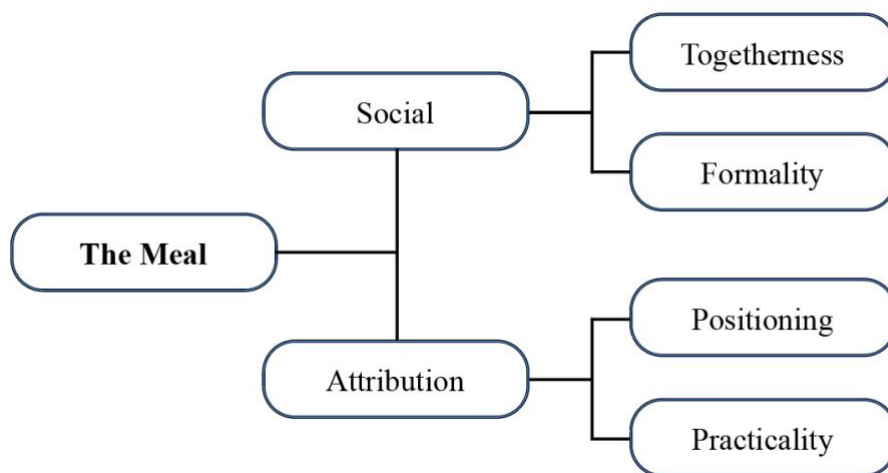 Togetherness
Social
Formality
The Meal
Positioning
Attribution
Practicality